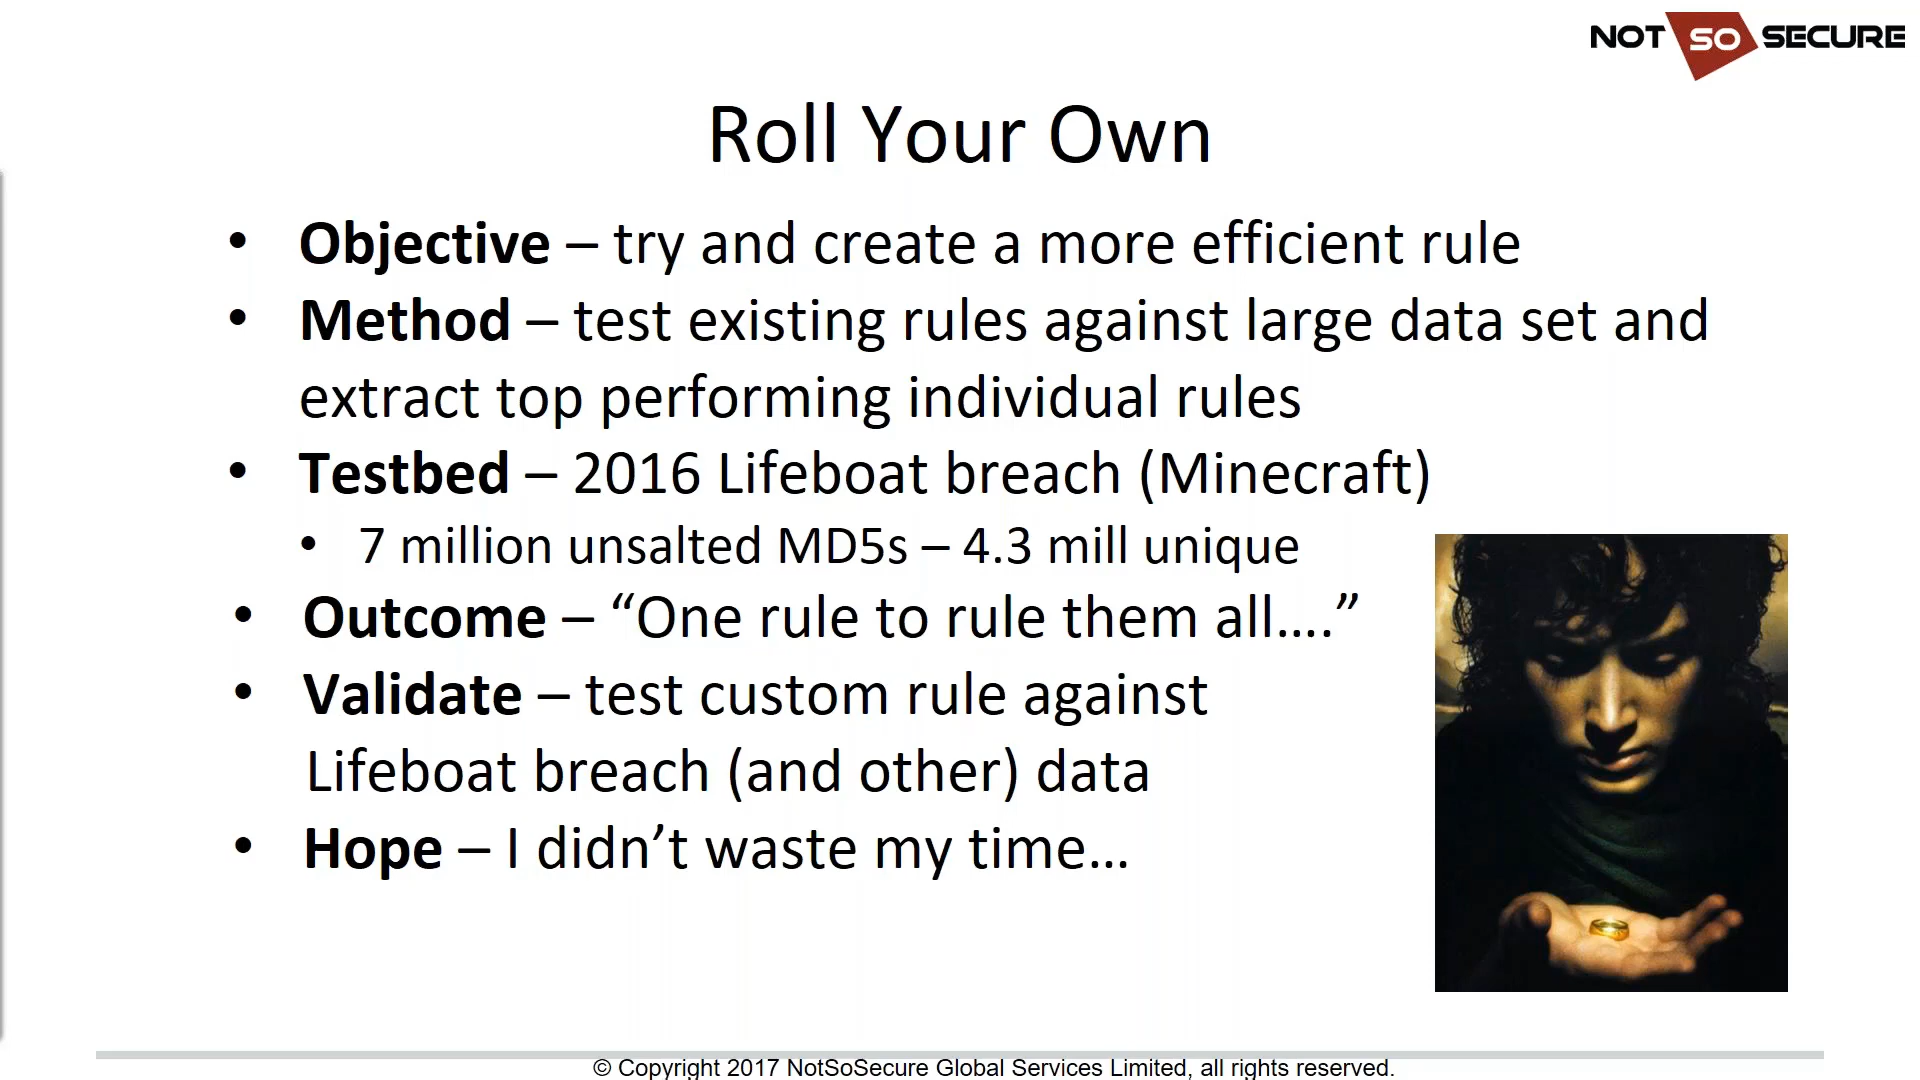 NOT SO SECURE
Roll Your Own
• Objective – try and create a more efficient rule
• Method – test existing rules against large data set and
extract top performing individual rules
• Testbed – 2016 Lifeboat breach (Minecraft)
• 7 million unsalted MD5s – 4.3 mill unique
• Outcome – “One rule to rule them all….”
• Validate – test custom rule against
Lifeboat breach (and other) data
• Hope – I didn’t waste my time…
© Copyright 2017 NotSoSecure Global Services Limited, all rights reserved.